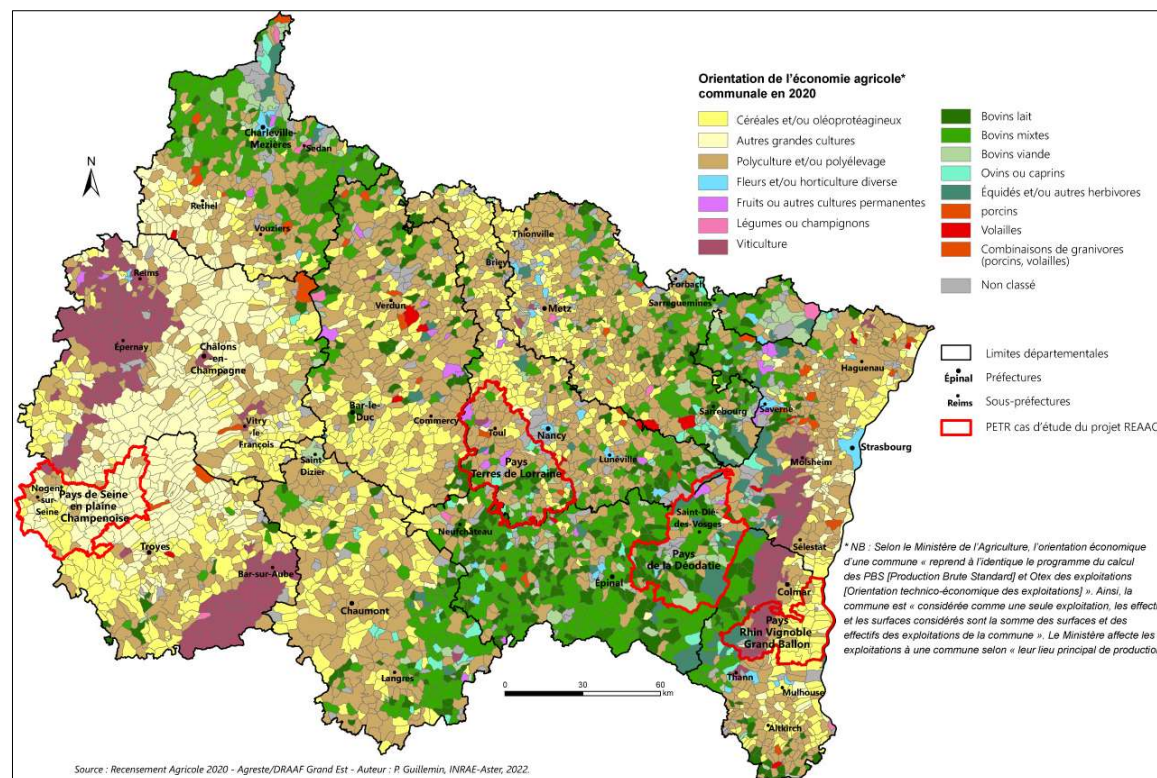 Orientation de l'économie agricole*
communale en 2020
Céréales et/ou oléoprotéagineux
Autres grandes cultures
Polyculture et/ou polyélevage
Fleurs et/ou horticulture diverse
Fruits ou autres cultures permanentes
Légumes ou champignons
Viticulture
Bovins lait
Bovins mixtes
Bovins viande
Ovins ou caprins
Équidés et/ou autres herbivores
porcins
Volailles
Combinaisons de granivores
(porcins, volailles)
Non classé
Limites départementales
Épinal Préfectures
Reims Sous-préfectures
PETR cas d'étude du projet REAAC
N
Charleville-
Mezières
Sedan
Rethel
Vouziers
Reims
Épernay
Châlons
en-
Champagne
Vitry
le-
François
Verdun
Bar-le-
Duc
Commercy
Saint-
Dizier
Thionville
Briey
Metz
Forbach
Sarreguemines
Toul
Nancy
Lunéville
Pays
Terres de Lorraine
Sarrebourg
Saverne
Haguenau
Strasbourg
Molsheim
Sélestat
Nogent-
sur-
Seine
Pays de Seine
en plaine
Champenoise
Troyes
Bar-sur-Aube
Chaumont
Langres
Neufchâteau
Épinal
Saint-Dié-
des-Vosges
Pays
de la Déodatie
Colmar
Pays
Rhin Vignoble
Grand Ballon
Thann
Mulhouse
Altkirch
0 30 60
km
* NB : Selon le Ministère de l'Agriculture, l'orientation économique
d'une commune « reprend à l'identique le programme du calcul
des PBS [Production Brute Standard] et Otex des exploitations
[Orientation technico-économique des exploitations] ». Ainsi, la
commune est « considérée comme une seule exploitation, les effecti
et les surfaces considérés sont la somme des surfaces et des
effectifs des exploitations de la commune ». Le Ministère affecte les
exploitations à une commune selon « leur lieu principal de production
Source : Recensement Agricole 2020 - Agreste/DRAAF Grand Est - Auteur : P. Guillemin, INRAE-Aster, 2022.